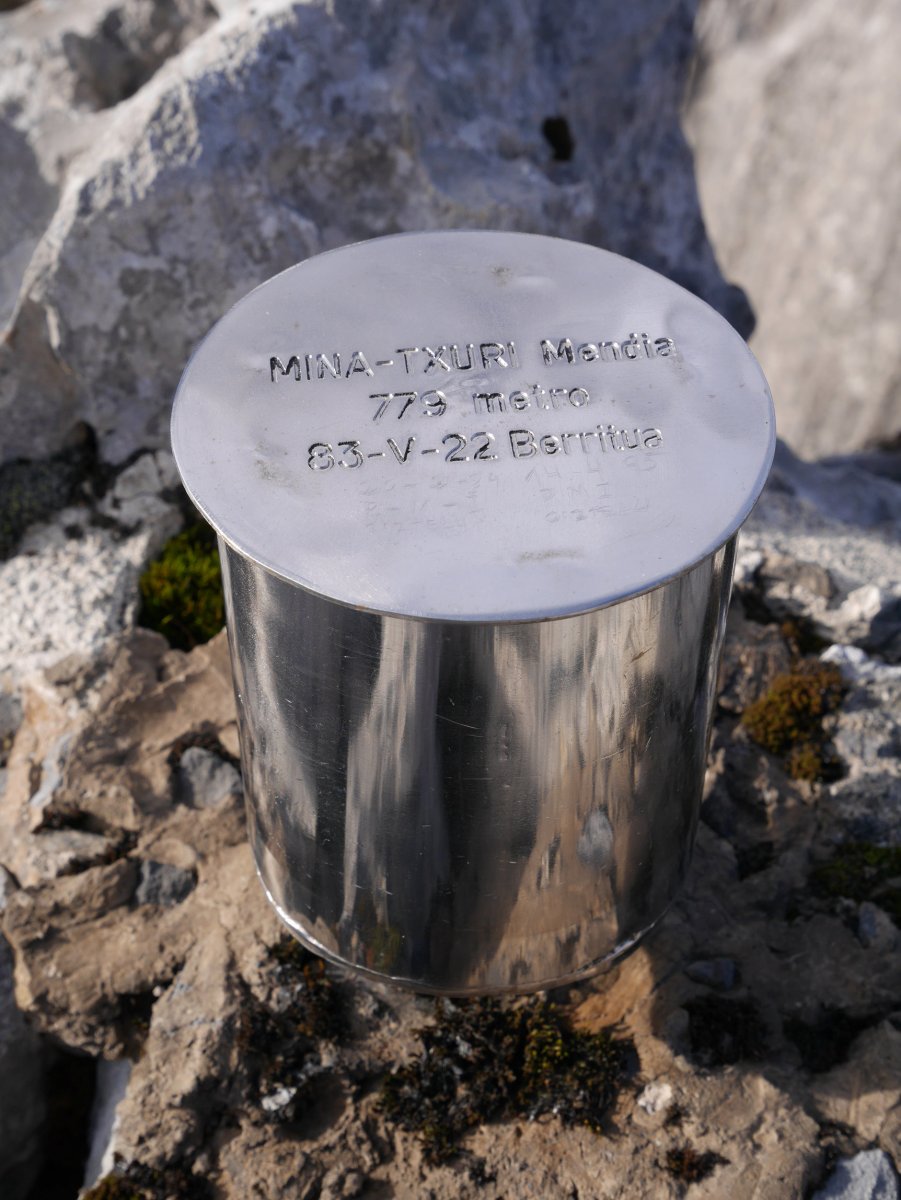 MINA-TXURI Mendia
779 metro
83-V-22 Berritua